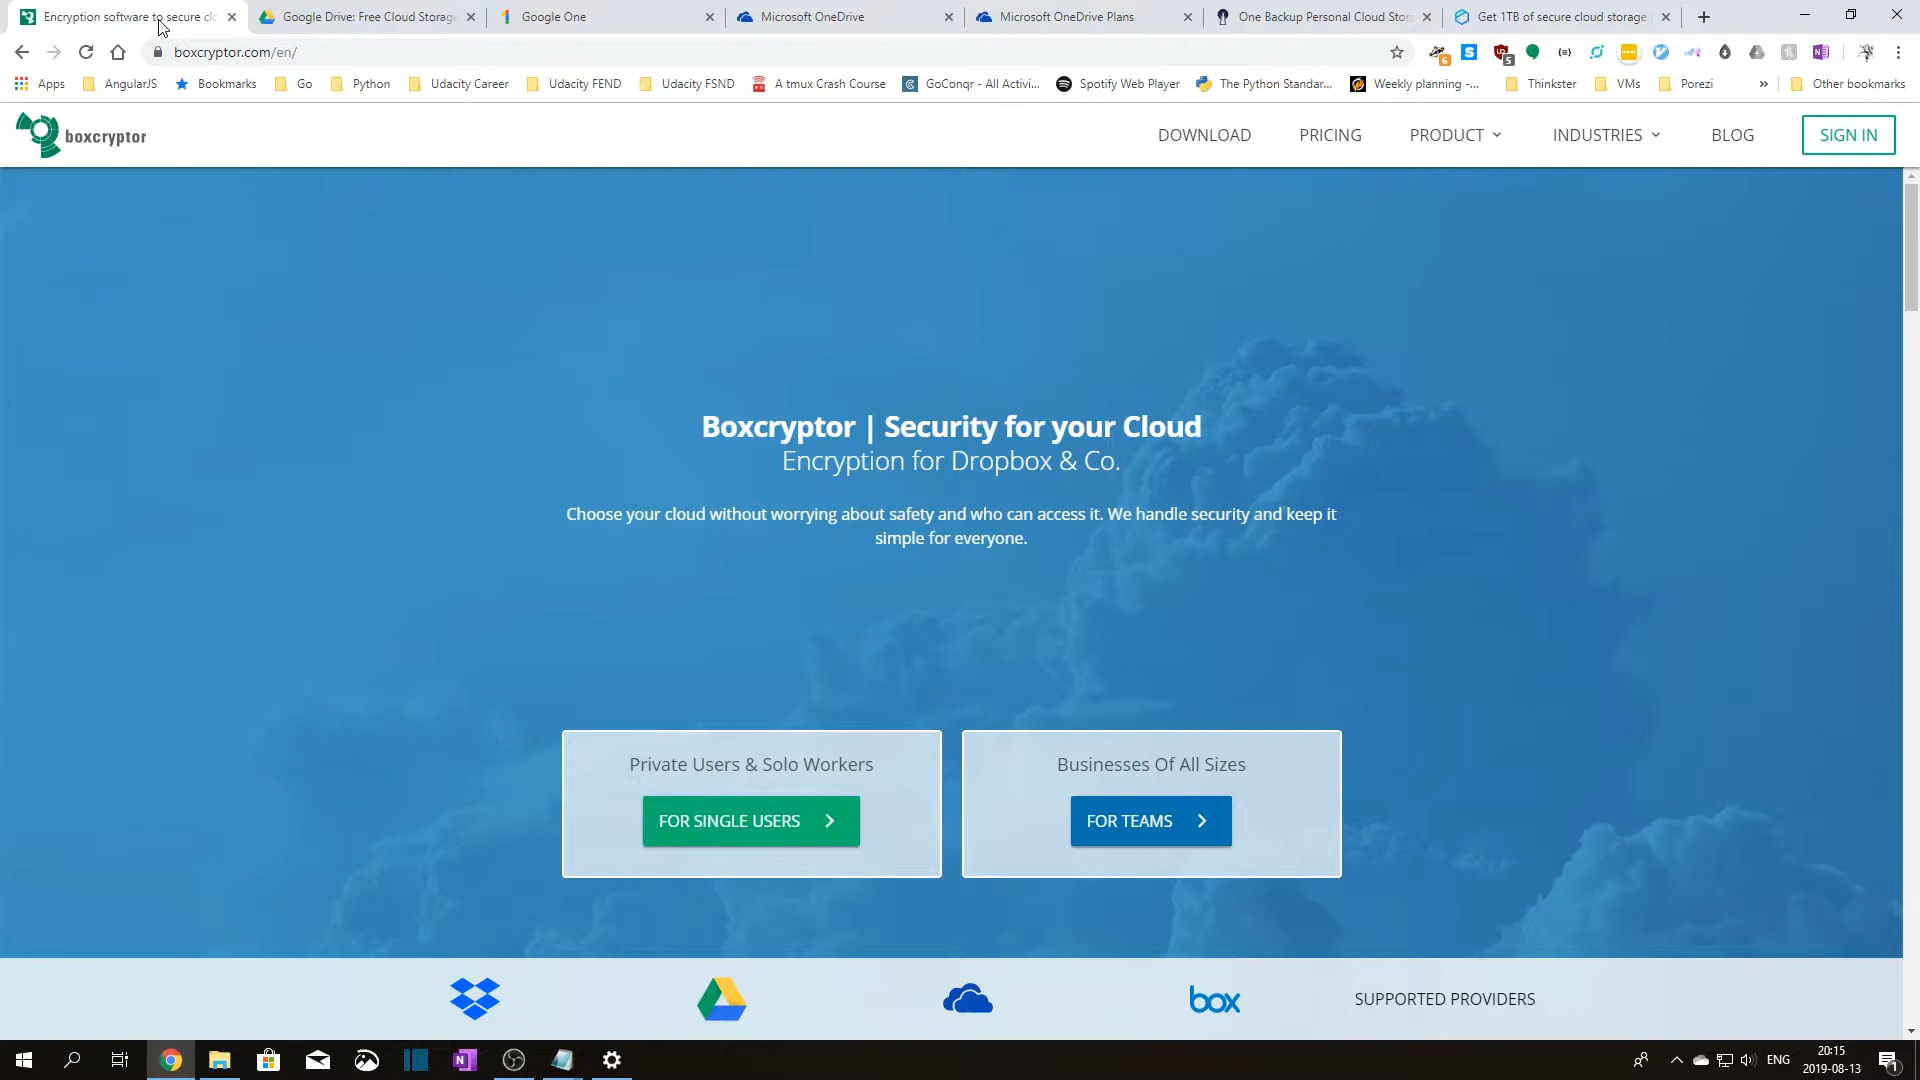 Encryption software to secure clo
Google Drive: Free Cloud Storage
Google One
Microsoft OneDrive
Microsoft OneDrive Plans
One Backup Personal Cloud Stor
Get 1TB of secure cloud storage
boxcryptor.com/en/
6
S
5
Apps
AngularJS
Bookmarks
Go
Python
Udacity Career
Udacity FEND
Udacity FSND
A tmux Crash Course
GoConqr - All Activi...
Spotify Web Player
The Python Standar...
Weekly planning -...
Thinkster
VMs
Porezi
»
Other bookmarks
boxcryptor
DOWNLOAD
PRICING
PRODUCT
INDUSTRIES
BLOG
SIGN IN
Boxcryptor | Security for your Cloud
Encryption for Dropbox & Co.
Choose your cloud without worrying about safety and who can access it. We handle security and keep it
simple for everyone.
Private Users & Solo Workers
FOR SINGLE USERS
Businesses Of All Sizes
FOR TEAMS
box
SUPPORTED PROVIDERS
N
ENG
20:15
2019-08-13
1